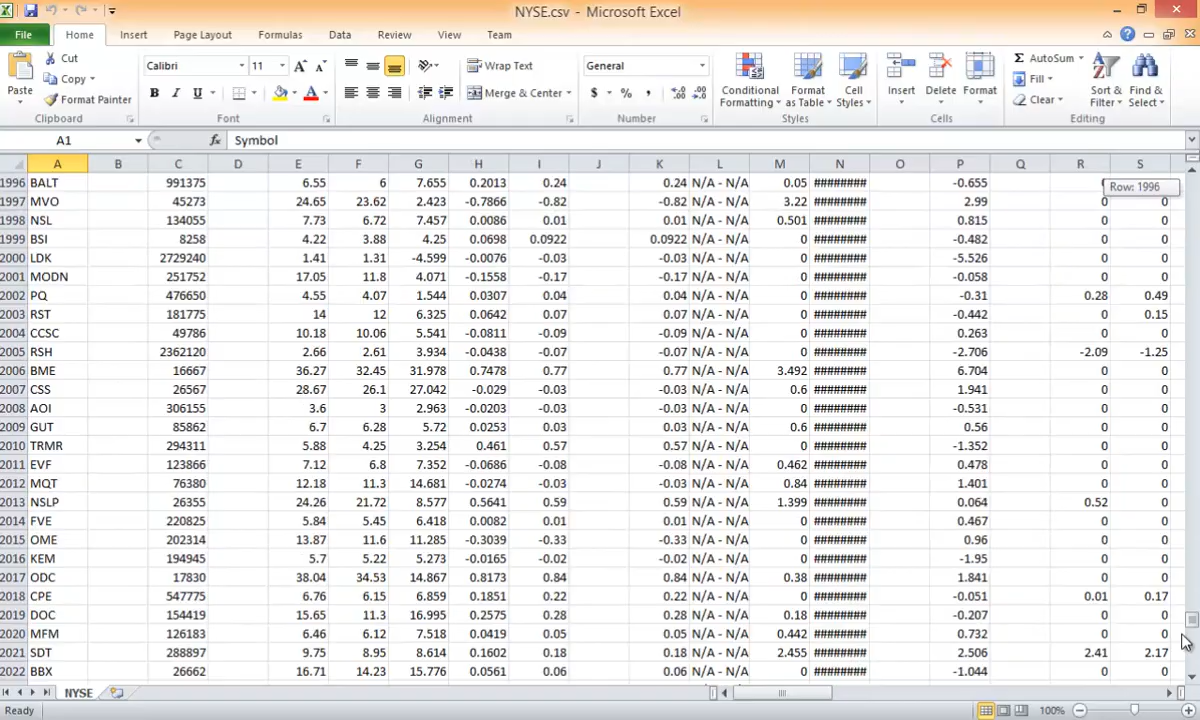 NYSE.csv - Microsoft Excel
File Home Insert Page Layout Formulas Data Review View Team
Paste Cut Copy Format Painter Clipboard
Calibri 11 A A B I U A Font
Wrap Text Merge & Center Alignment
General $ % , Number
Conditional Formatting Format as Table Cell Styles Styles
Insert Delete Format Cells
Σ AutoSum Fill Clear Sort & Filter Find & Select Editing
A1 fx Symbol
A B C D E F G H I J K L M N O P Q R S
1996 BALT 991375 6.55 6 7.655 0.2013 0.24 0.24 N/A - N/A 0.05 ######## -0.655
Row: 1996
1997 MVO 45273 24.65 23.62 2.423 -0.7866 -0.82 -0.82 N/A - N/A 3.22 ######## 2.99 0 0
1998 NSL 134055 7.73 6.72 7.458 0.0086 0.01 0.01 N/A - N/A 0.501 ######## 0.815 0 0
1999 BSI 8258 4.22 3.88 4.25 0.0698 0.0922 0.0922 N/A - N/A 0 ######## -0.482 0 0
2000 LDK 2729240 1.41 1.31 -4.599 -0.0076 -0.03 -0.03 N/A - N/A 0 ######## -5.526 0 0
2001 MODN 251752 17.05 11.8 4.071 -0.1558 -0.17 -0.17 N/A - N/A 0 ######## -0.058 0 0
2002 PQ 476650 4.55 4.07 1.544 0.0307 0.04 0.04 N/A - N/A 0 ######## -0.31 0.28 0.49
2003 RST 181775 14 12 6.325 0.0642 0.07 0.07 N/A - N/A 0 ######## -0.442 0 0.15
2004 CCSC 49786 10.18 10.06 5.541 -0.0811 -0.09 -0.09 N/A - N/A 0 ######## 0.263 0 0
2005 RSH 2362120 2.66 2.61 3.934 -0.0438 -0.07 -0.07 N/A - N/A 0 ######## -2.706 -2.09 -1.25
2006 BME 16667 36.27 32.45 31.978 0.7478 0.77 0.77 N/A - N/A 3.492 ######## 6.704 0 0
2007 CSS 26567 28.67 26.1 27.042 -0.029 -0.03 -0.03 N/A - N/A 0.6 ######## 1.941 0 0
2008 AOI 306155 3.6 3 2.963 -0.0203 -0.03 -0.03 N/A - N/A 0 ######## -0.531 0 0
2009 GUT 85862 6.7 6.28 5.72 0.0253 0.03 0.03 N/A - N/A 0.6 ######## 0.56 0 0
2010 TRMR 294311 5.88 4.25 3.254 0.461 0.57 0.57 N/A - N/A 0 ######## -1.352 0 0
2011 EVF 123866 7.12 6.8 7.352 -0.0686 -0.08 -0.08 N/A - N/A 0.462 ######## 0.478 0 0
2012 MQT 76380 12.18 11.3 14.681 -0.0274 -0.03 -0.03 N/A - N/A 0.84 ######## 1.401 0 0
2013 NSLP 26355 24.26 21.72 8.577 0.5641 0.59 0.59 N/A - N/A 1.399 ######## 0.064 0.52 0
2014 FVE 220825 5.84 5.45 6.418 0.0082 0.01 0.01 N/A - N/A 0 ######## 0.467 0 0
2015 OME 202314 13.87 11.6 11.285 -0.3039 -0.33 -0.33 N/A - N/A 0 ######## 0.96 0 0
2016 KEM 194945 5.7 5.22 5.273 -0.0165 -0.02 -0.02 N/A - N/A 0 ######## -1.95 0 0
2017 ODC 17830 38.04 34.53 14.867 0.8173 0.84 0.84 N/A - N/A 0.38 ######## 1.841 0 0
2018 CPE 547775 6.76 6.15 6.859 0.1851 0.22 0.22 N/A - N/A 0 ######## -0.051 0.01 0.17
2019 DOC 154419 15.65 11.3 16.995 0.2575 0.28 0.28 N/A - N/A 0.18 ######## -0.207 0 0
2020 MFM 126183 6.46 6.12 7.518 0.0419 0.05 0.05 N/A - N/A 0.442 ######## 0.732 0 0
2021 SDT 288897 9.75 8.95 8.614 0.1602 0.18 0.18 N/A - N/A 2.455 ######## 2.506 2.41 2.17
2022 BBX 26662 16.71 14.23 15.776 0.0561 0.06 0.06 N/A - N/A 0 ######## -1.044 0 0
NYSE
Ready 100%